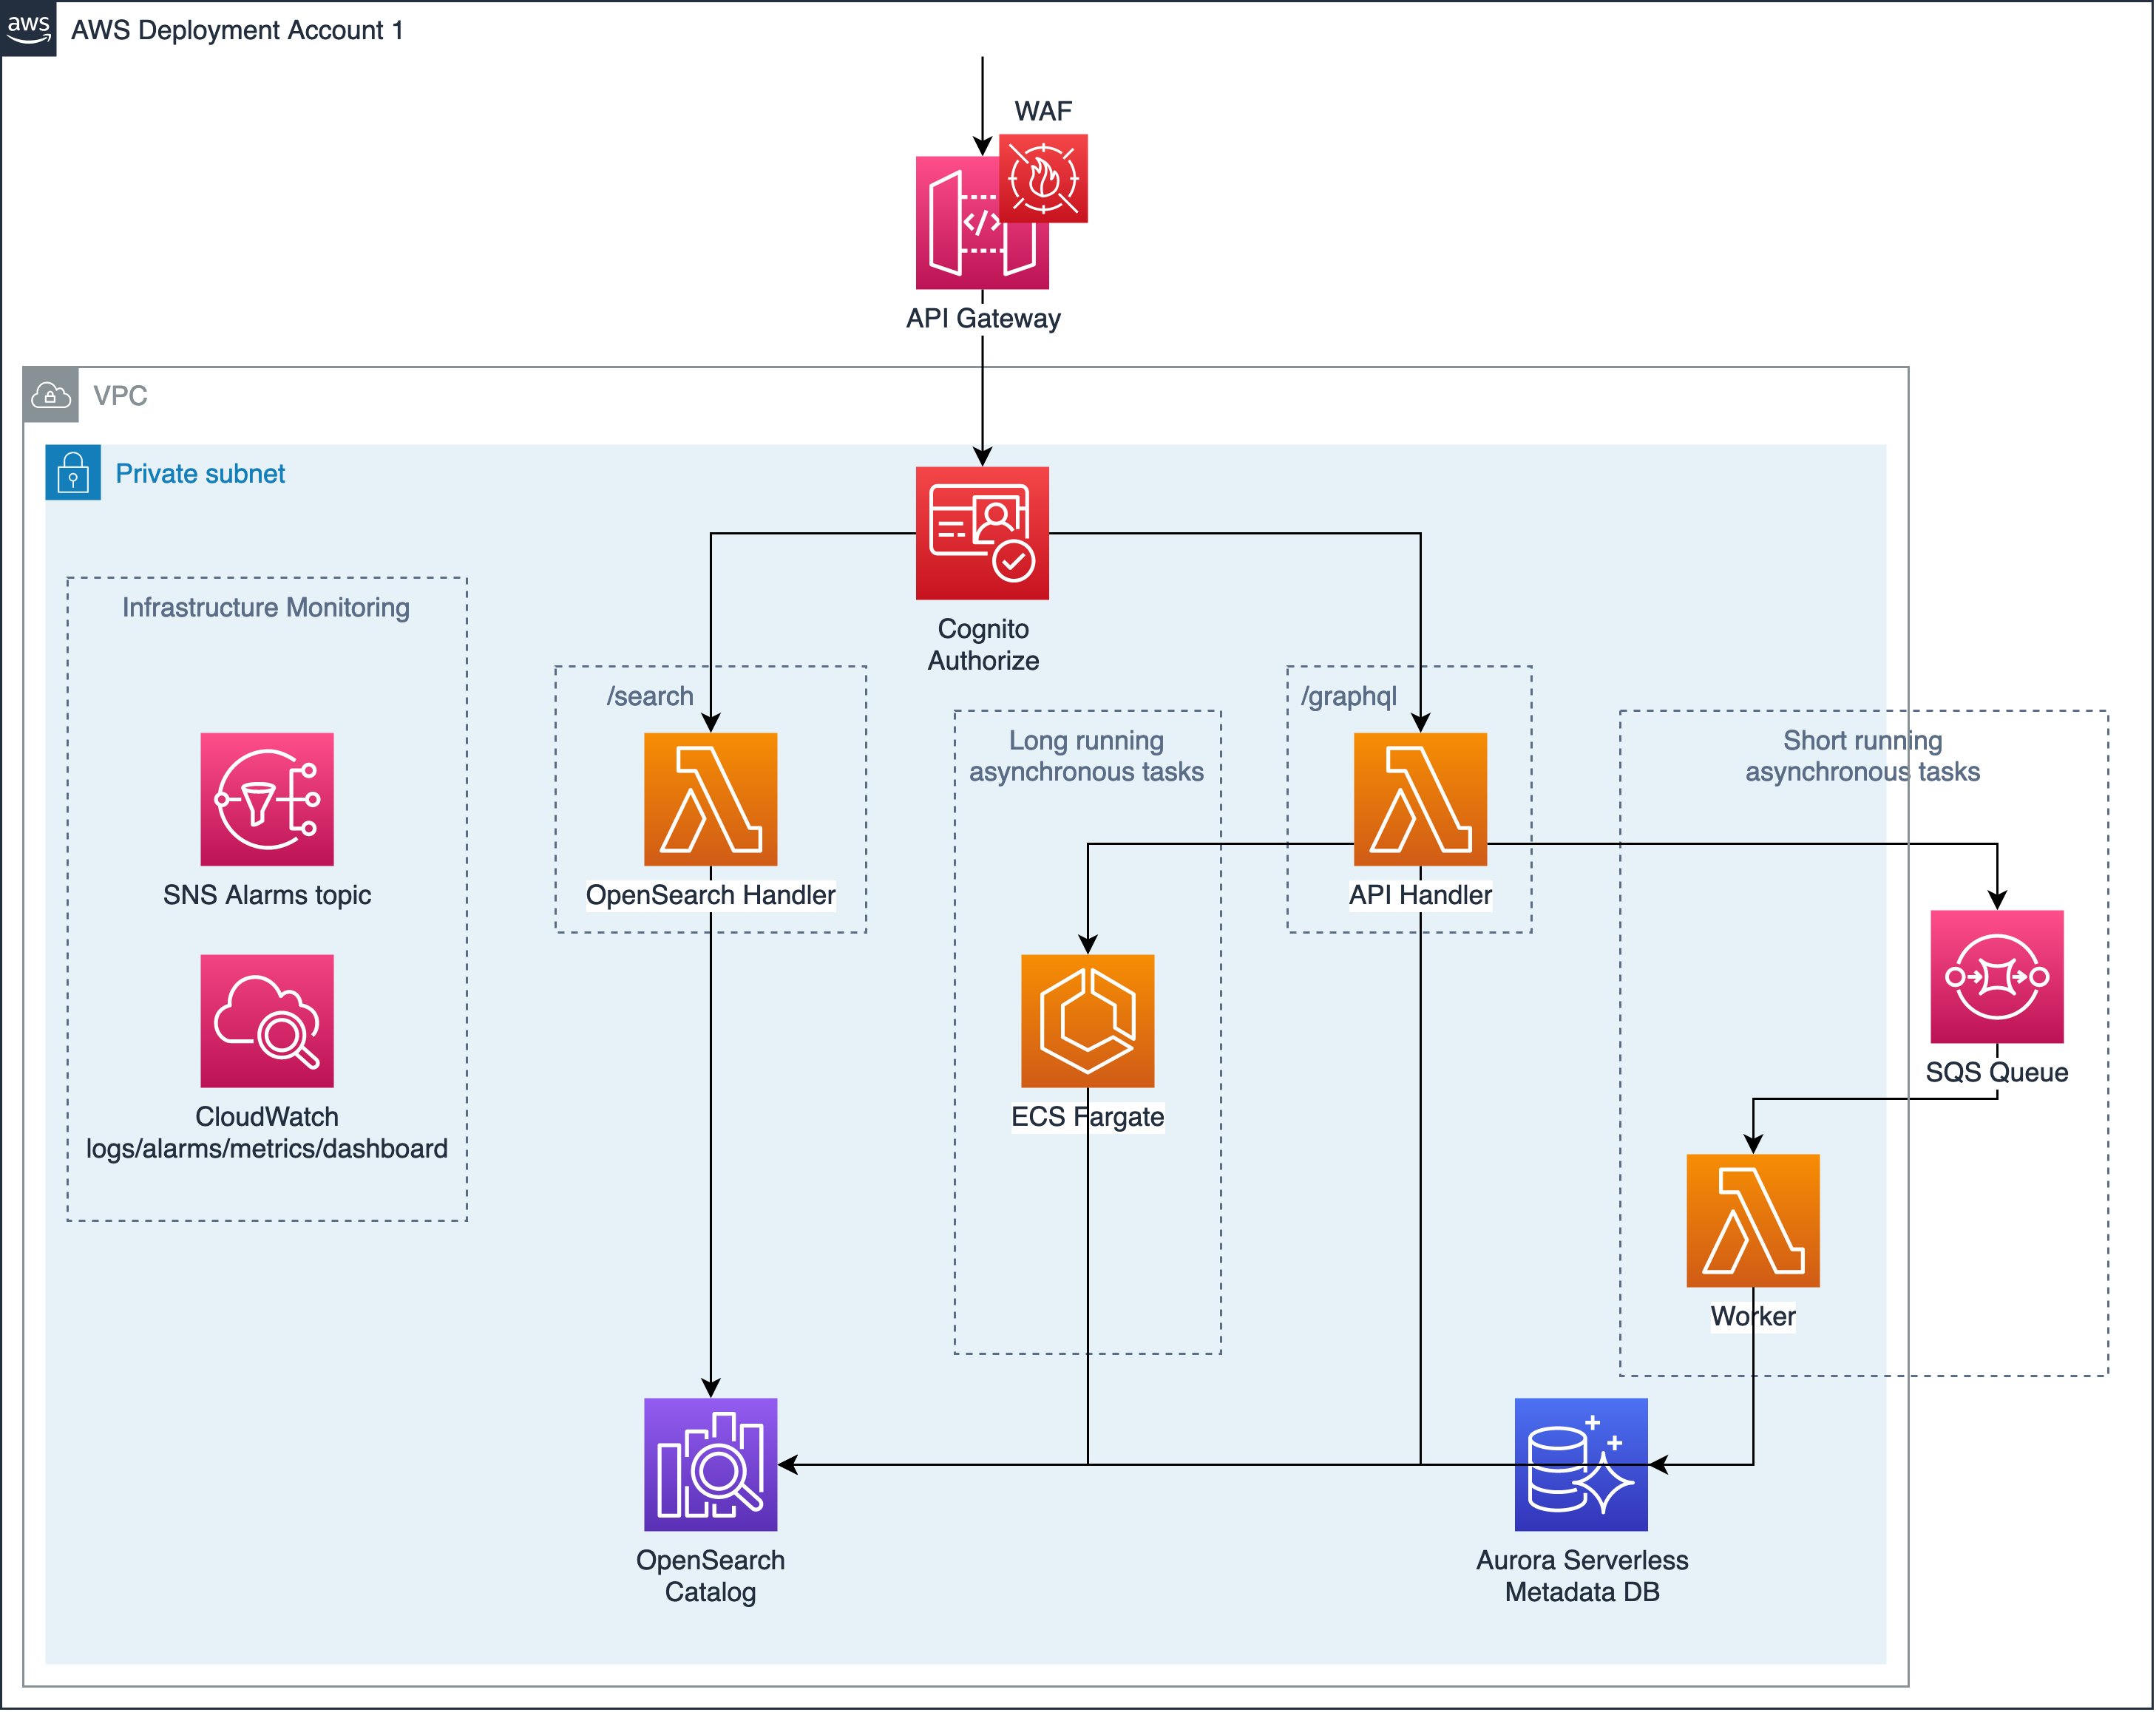 aws
AWS Deployment Account 1
WAF
API Gateway
VPC
Private subnet
Cognito
Authorize
Infrastructure Monitoring
SNS Alarms topic
CloudWatch
logs/alarms/metrics/dashboard
/search
OpenSearch Handler
Long running
asynchronous tasks
ECS Fargate
/graphql
API Handler
Short running
asynchronous tasks
SQS Queue
Worker
OpenSearch
Catalog
Aurora Serverless
Metadata DB